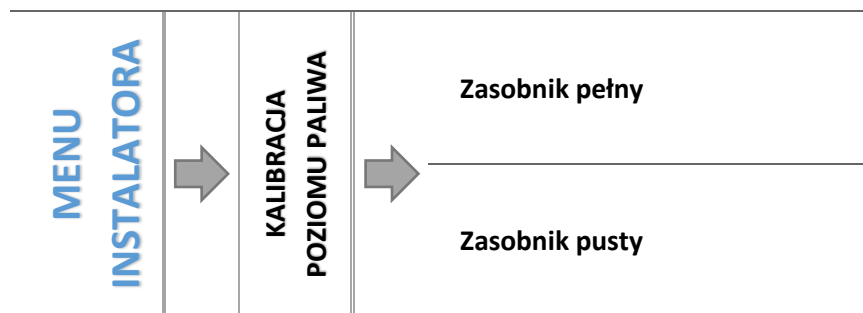 MENU
INSTALATORA
KALIBRACJA
POZIOMU PALIWA
Zasobnik pełny
Zasobnik pusty